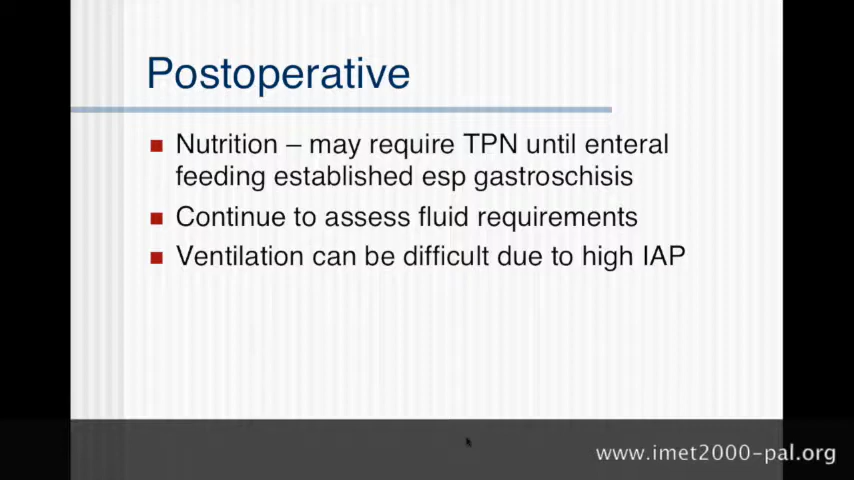 Postoperative
Nutrition – may require TPN until enteral
feeding established esp gastroschisis
Continue to assess fluid requirements
Ventilation can be difficult due to high IAP
www.imet2000-pal.org